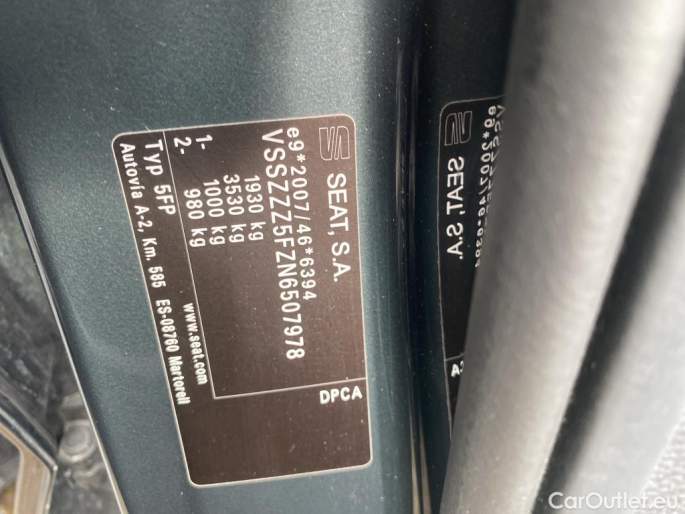 SEAT, S.A.
e9*2007/46*6394
VSSZZZ5FZN6507978
1930 kg
3530 kg
1- 1000 kg
2- 980 kg
Typ 5FP
www.seat.com
DPCA
Autovía A-2, Km. 585 ES-08760 Martorell
SEAT, S.A.
CarOutlet.eu